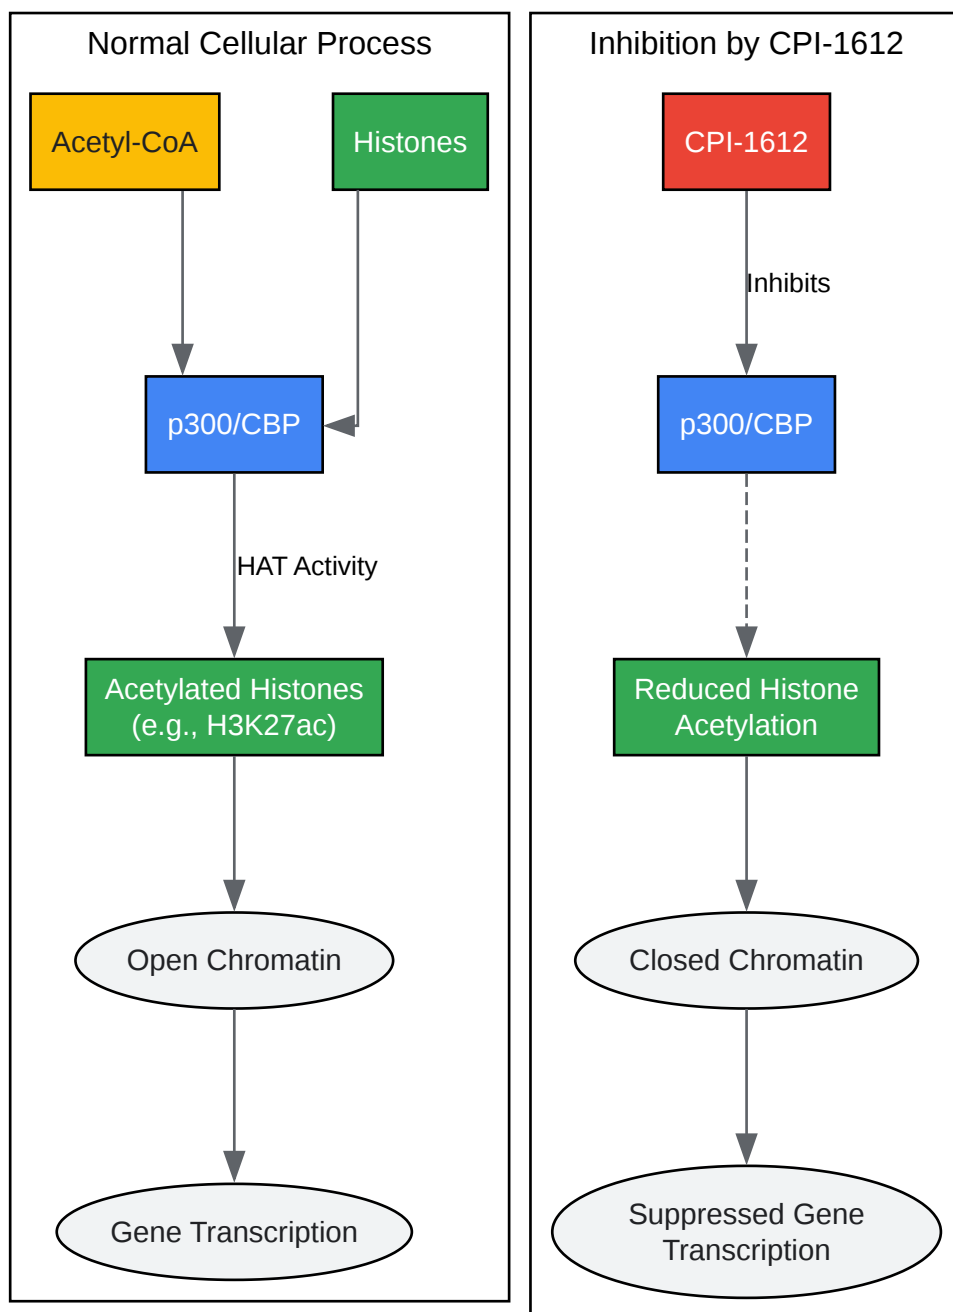 Normal Cellular Process
Acetyl-CoA
Histones
p300/CBP
HAT Activity
Acetylated Histones
(e.g., H3K27ac)
Open Chromatin
Gene Transcription
Inhibition by CPI-1612
CPI-1612
Inhibits
p300/CBP
Reduced Histone
Acetylation
Closed Chromatin
Suppressed Gene
Transcription